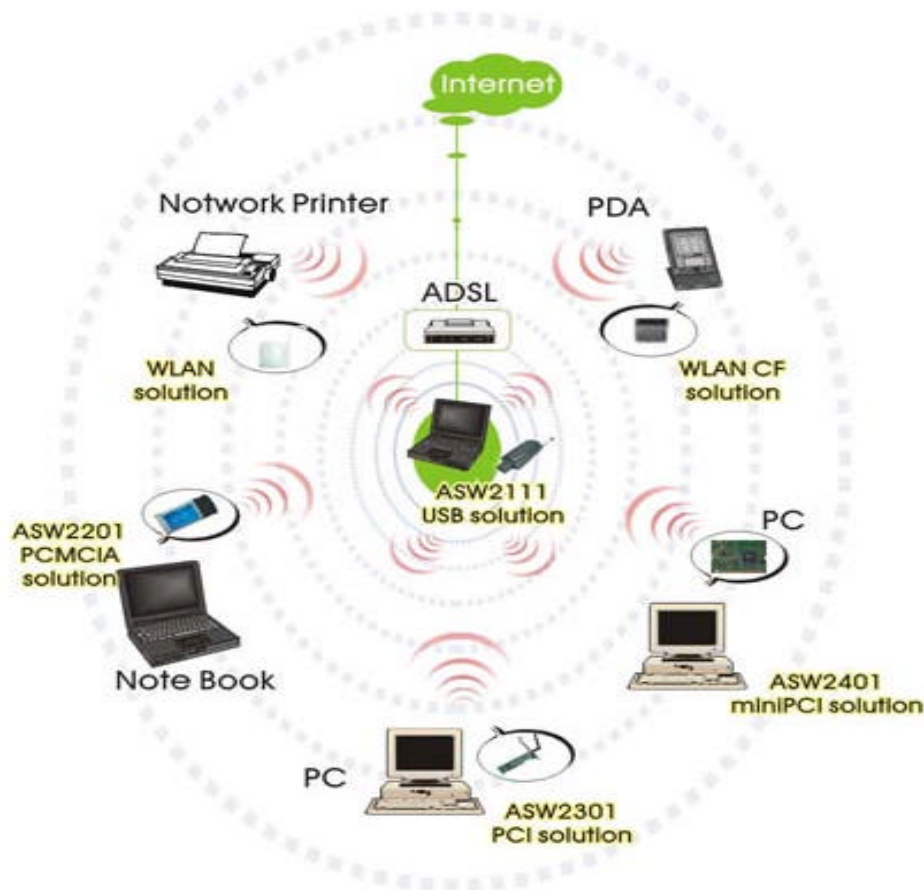 Internet
Notwork Printer
PDA
ADSL
WLAN
solution
WLAN CF
solution
ASW2111
USB solution
ASW2201
PCMCIA
solution
PC
Note Book
ASW2401
miniPCI solution
PC
ASW2301
PCI solution